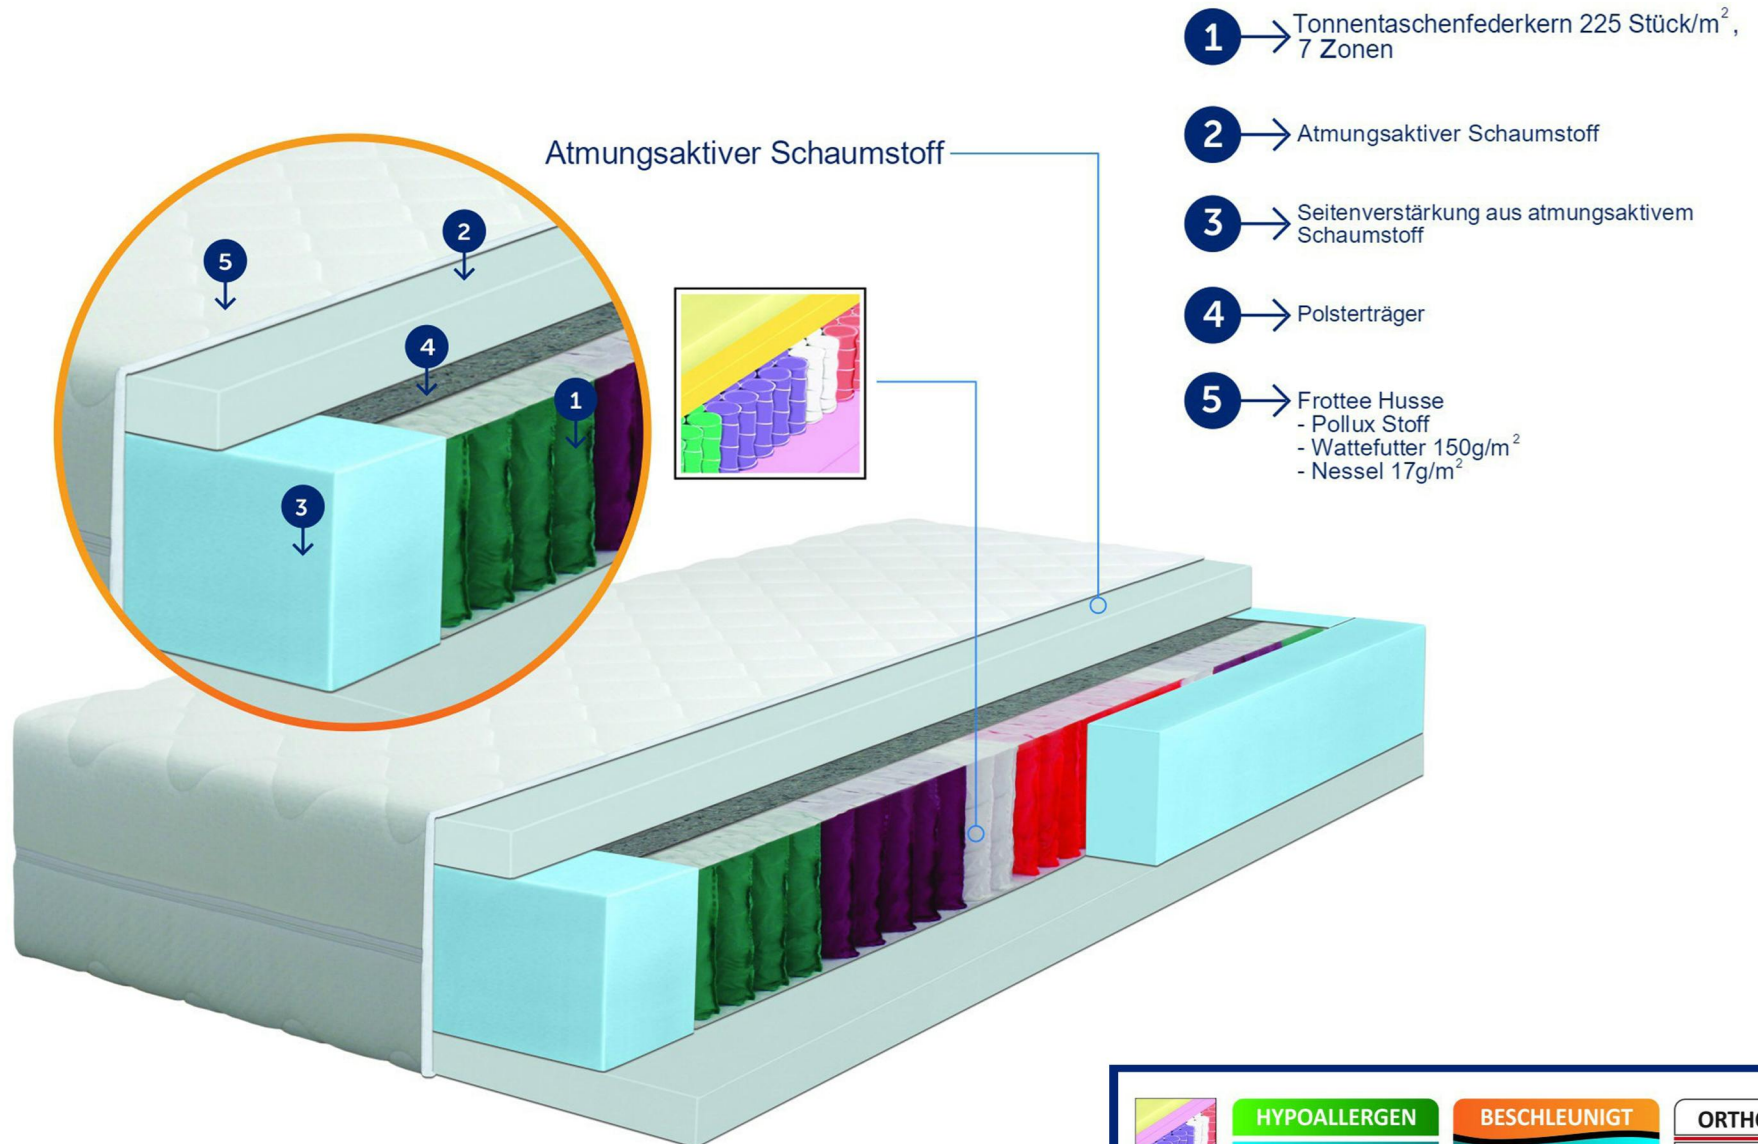 1 Tonnentaschenfederkern 225 Stück/m²,
7 Zonen
2 Atmungsaktiver Schaumstoff
3 Seitenverstärkung aus atmungsaktivem
Schaumstoff
4 Polsterträger
5 Frottee Husse
- Pollux Stoff
- Wattefutter 150g/m²
- Nessel 17g/m²
Atmungsaktiver Schaumstoff
2
5
4
1
3
HYPOALLERGEN
BESCHLEUNIGT
ORTHO